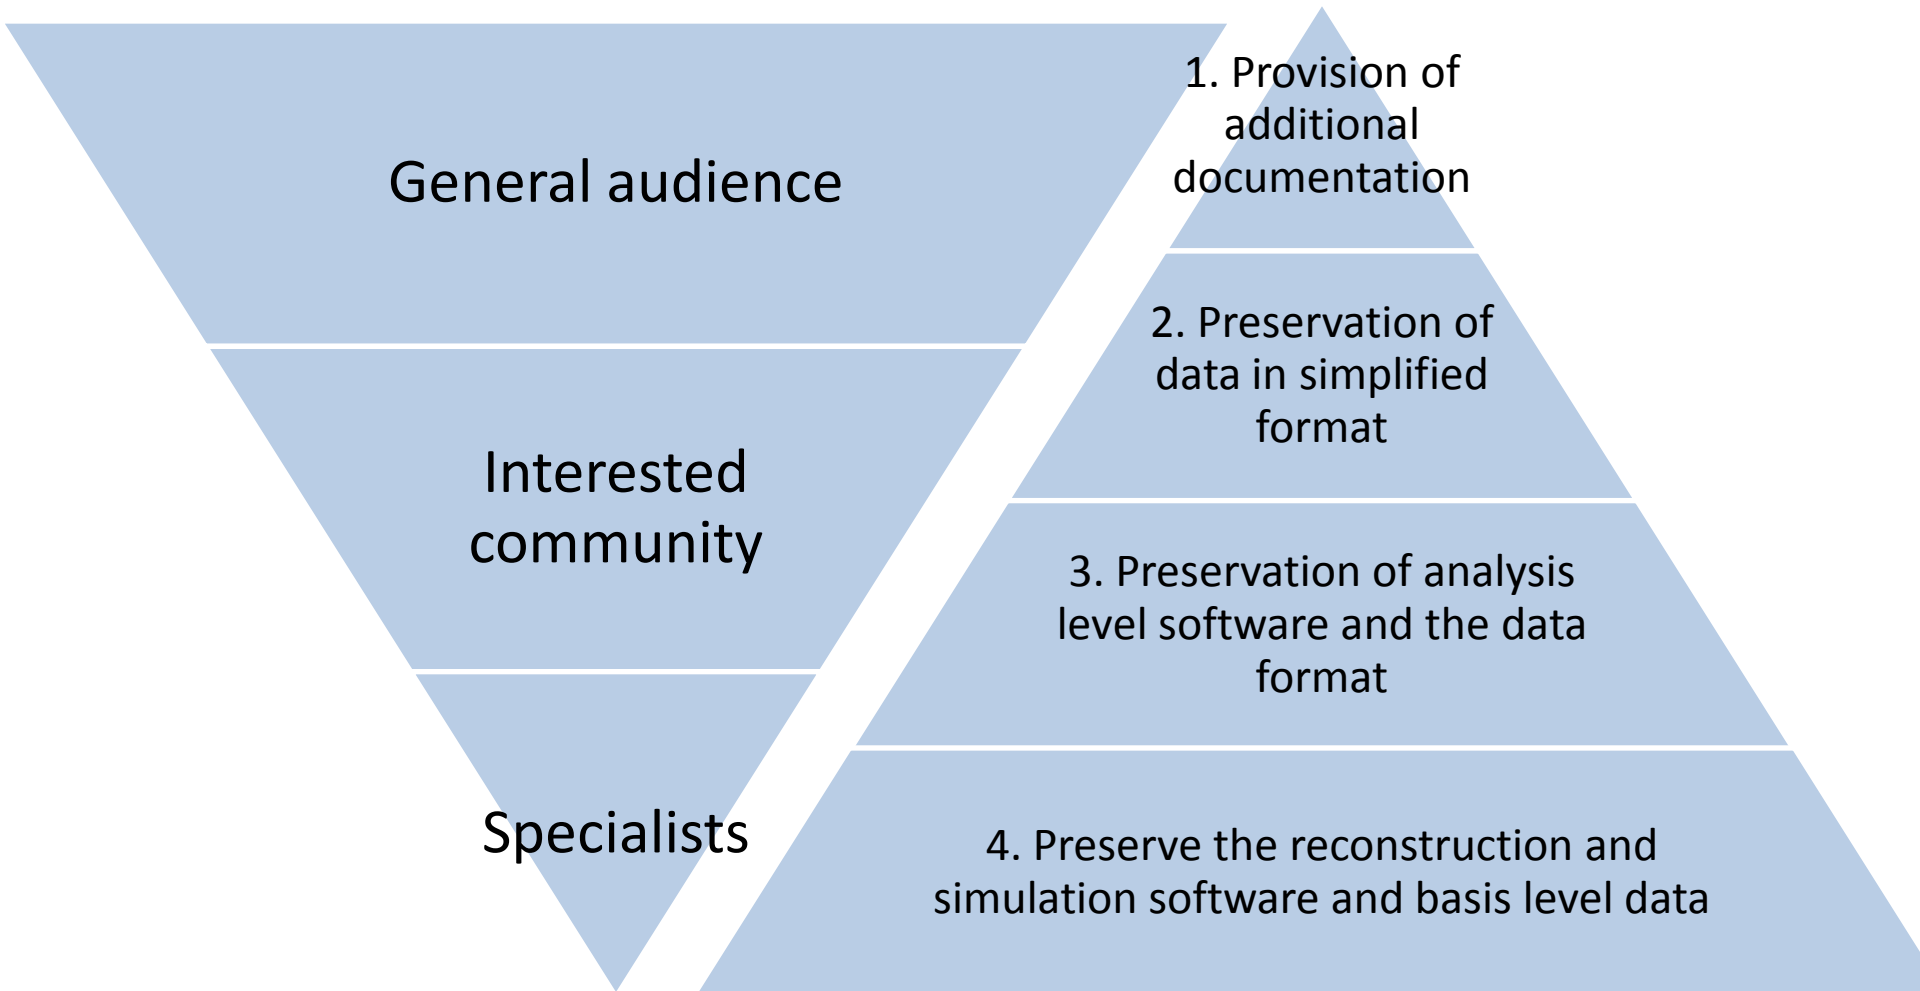 General audience
Interested
community
Specialists
1. Provision of
additional
documentation
2. Preservation of
data in simplified
format
3. Preservation of analysis
level software and the data
format
4. Preserve the reconstruction and
simulation software and basis level data